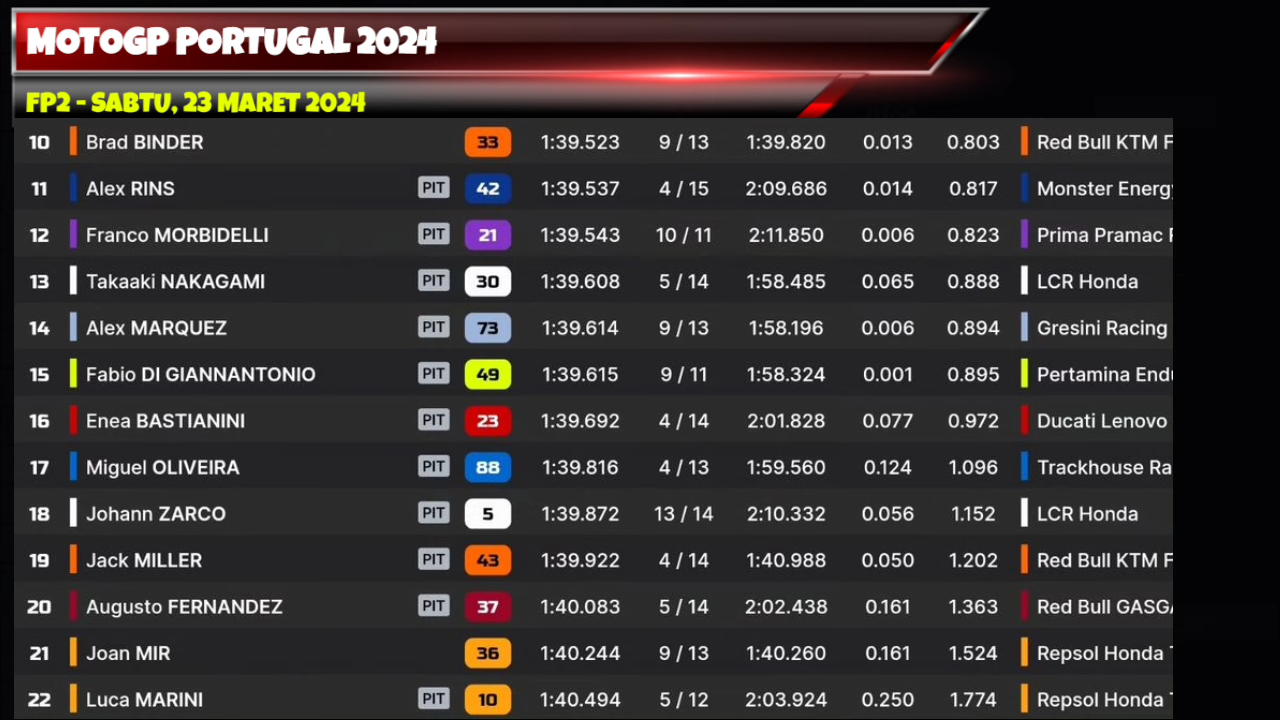 MOTOGP PORTUGAL 2024
FP2 - SABTU, 23 MARET 2024
10 Brad BINDER 33 1:39.523 9 / 13 1:39.820 0.013 0.803 Red Bull KTM F
11 Alex RINS PIT 42 1:39.537 4 / 15 2:09.686 0.014 0.817 Monster Energy
12 Franco MORBIDELLI PIT 21 1:39.543 10 / 11 2:11.850 0.006 0.823 Prima Pramac R
13 Takaaki NAKAGAMI PIT 30 1:39.608 5 / 14 1:58.485 0.065 0.888 LCR Honda
14 Alex MARQUEZ PIT 73 1:39.614 9 / 13 1:58.196 0.006 0.894 Gresini Racing
15 Fabio DI GIANNANTONIO PIT 49 1:39.615 9 / 11 1:58.324 0.001 0.895 Pertamina Endu
16 Enea BASTIANINI PIT 23 1:39.692 4 / 14 2:01.828 0.077 0.972 Ducati Lenovo
17 Miguel OLIVEIRA PIT 88 1:39.816 4 / 13 1:59.560 0.124 1.096 Trackhouse Ra
18 Johann ZARCO PIT 5 1:39.872 13 / 14 2:10.332 0.056 1.152 LCR Honda
19 Jack MILLER PIT 43 1:39.922 4 / 14 1:40.988 0.050 1.202 Red Bull KTM F
20 Augusto FERNANDEZ PIT 37 1:40.083 5 / 14 2:02.438 0.161 1.363 Red Bull GASGA
21 Joan MIR 36 1:40.244 9 / 13 1:40.260 0.161 1.524 Repsol Honda T
22 Luca MARINI PIT 10 1:40.494 5 / 12 2:03.924 0.250 1.774 Repsol Honda T